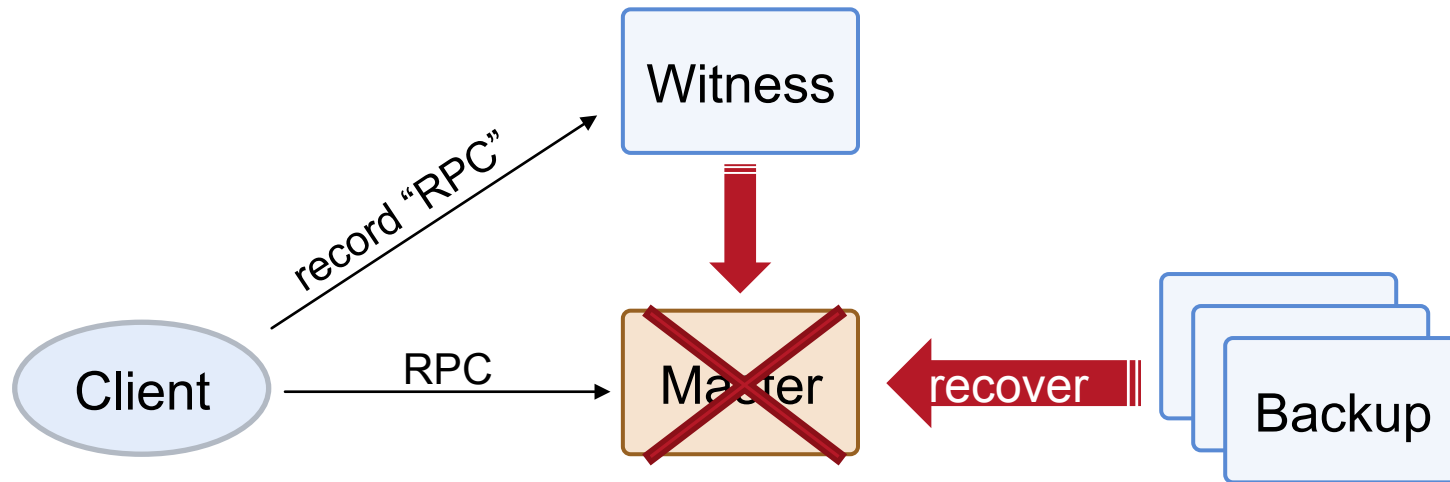 Witness
record “RPC”
Client
RPC
Master
recover
Backup